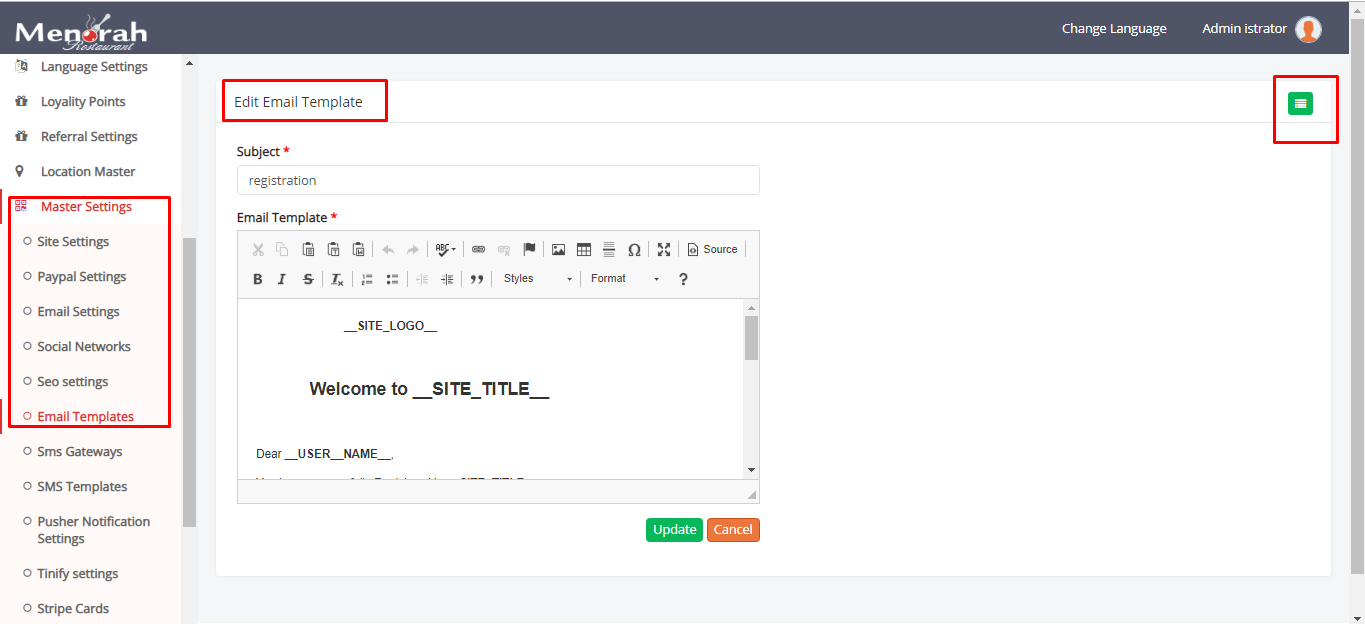 Menorah
Restaurant
Change Language
Admin istrator
Language Settings
Loyality Points
Referral Settings
Location Master
Master Settings
Site Settings
Paypal Settings
Email Settings
Social Networks
Seo settings
Email Templates
Sms Gateways
SMS Templates
Pusher Notification
Settings
Tinify settings
Stripe Cards
Edit Email Template
Subject *
registration
Email Template *
ABC
Source
B I S Tx
Styles
Format
?
__SITE_LOGO__
Welcome to __SITE_TITLE__
Dear __USER__NAME__,
Update
Cancel